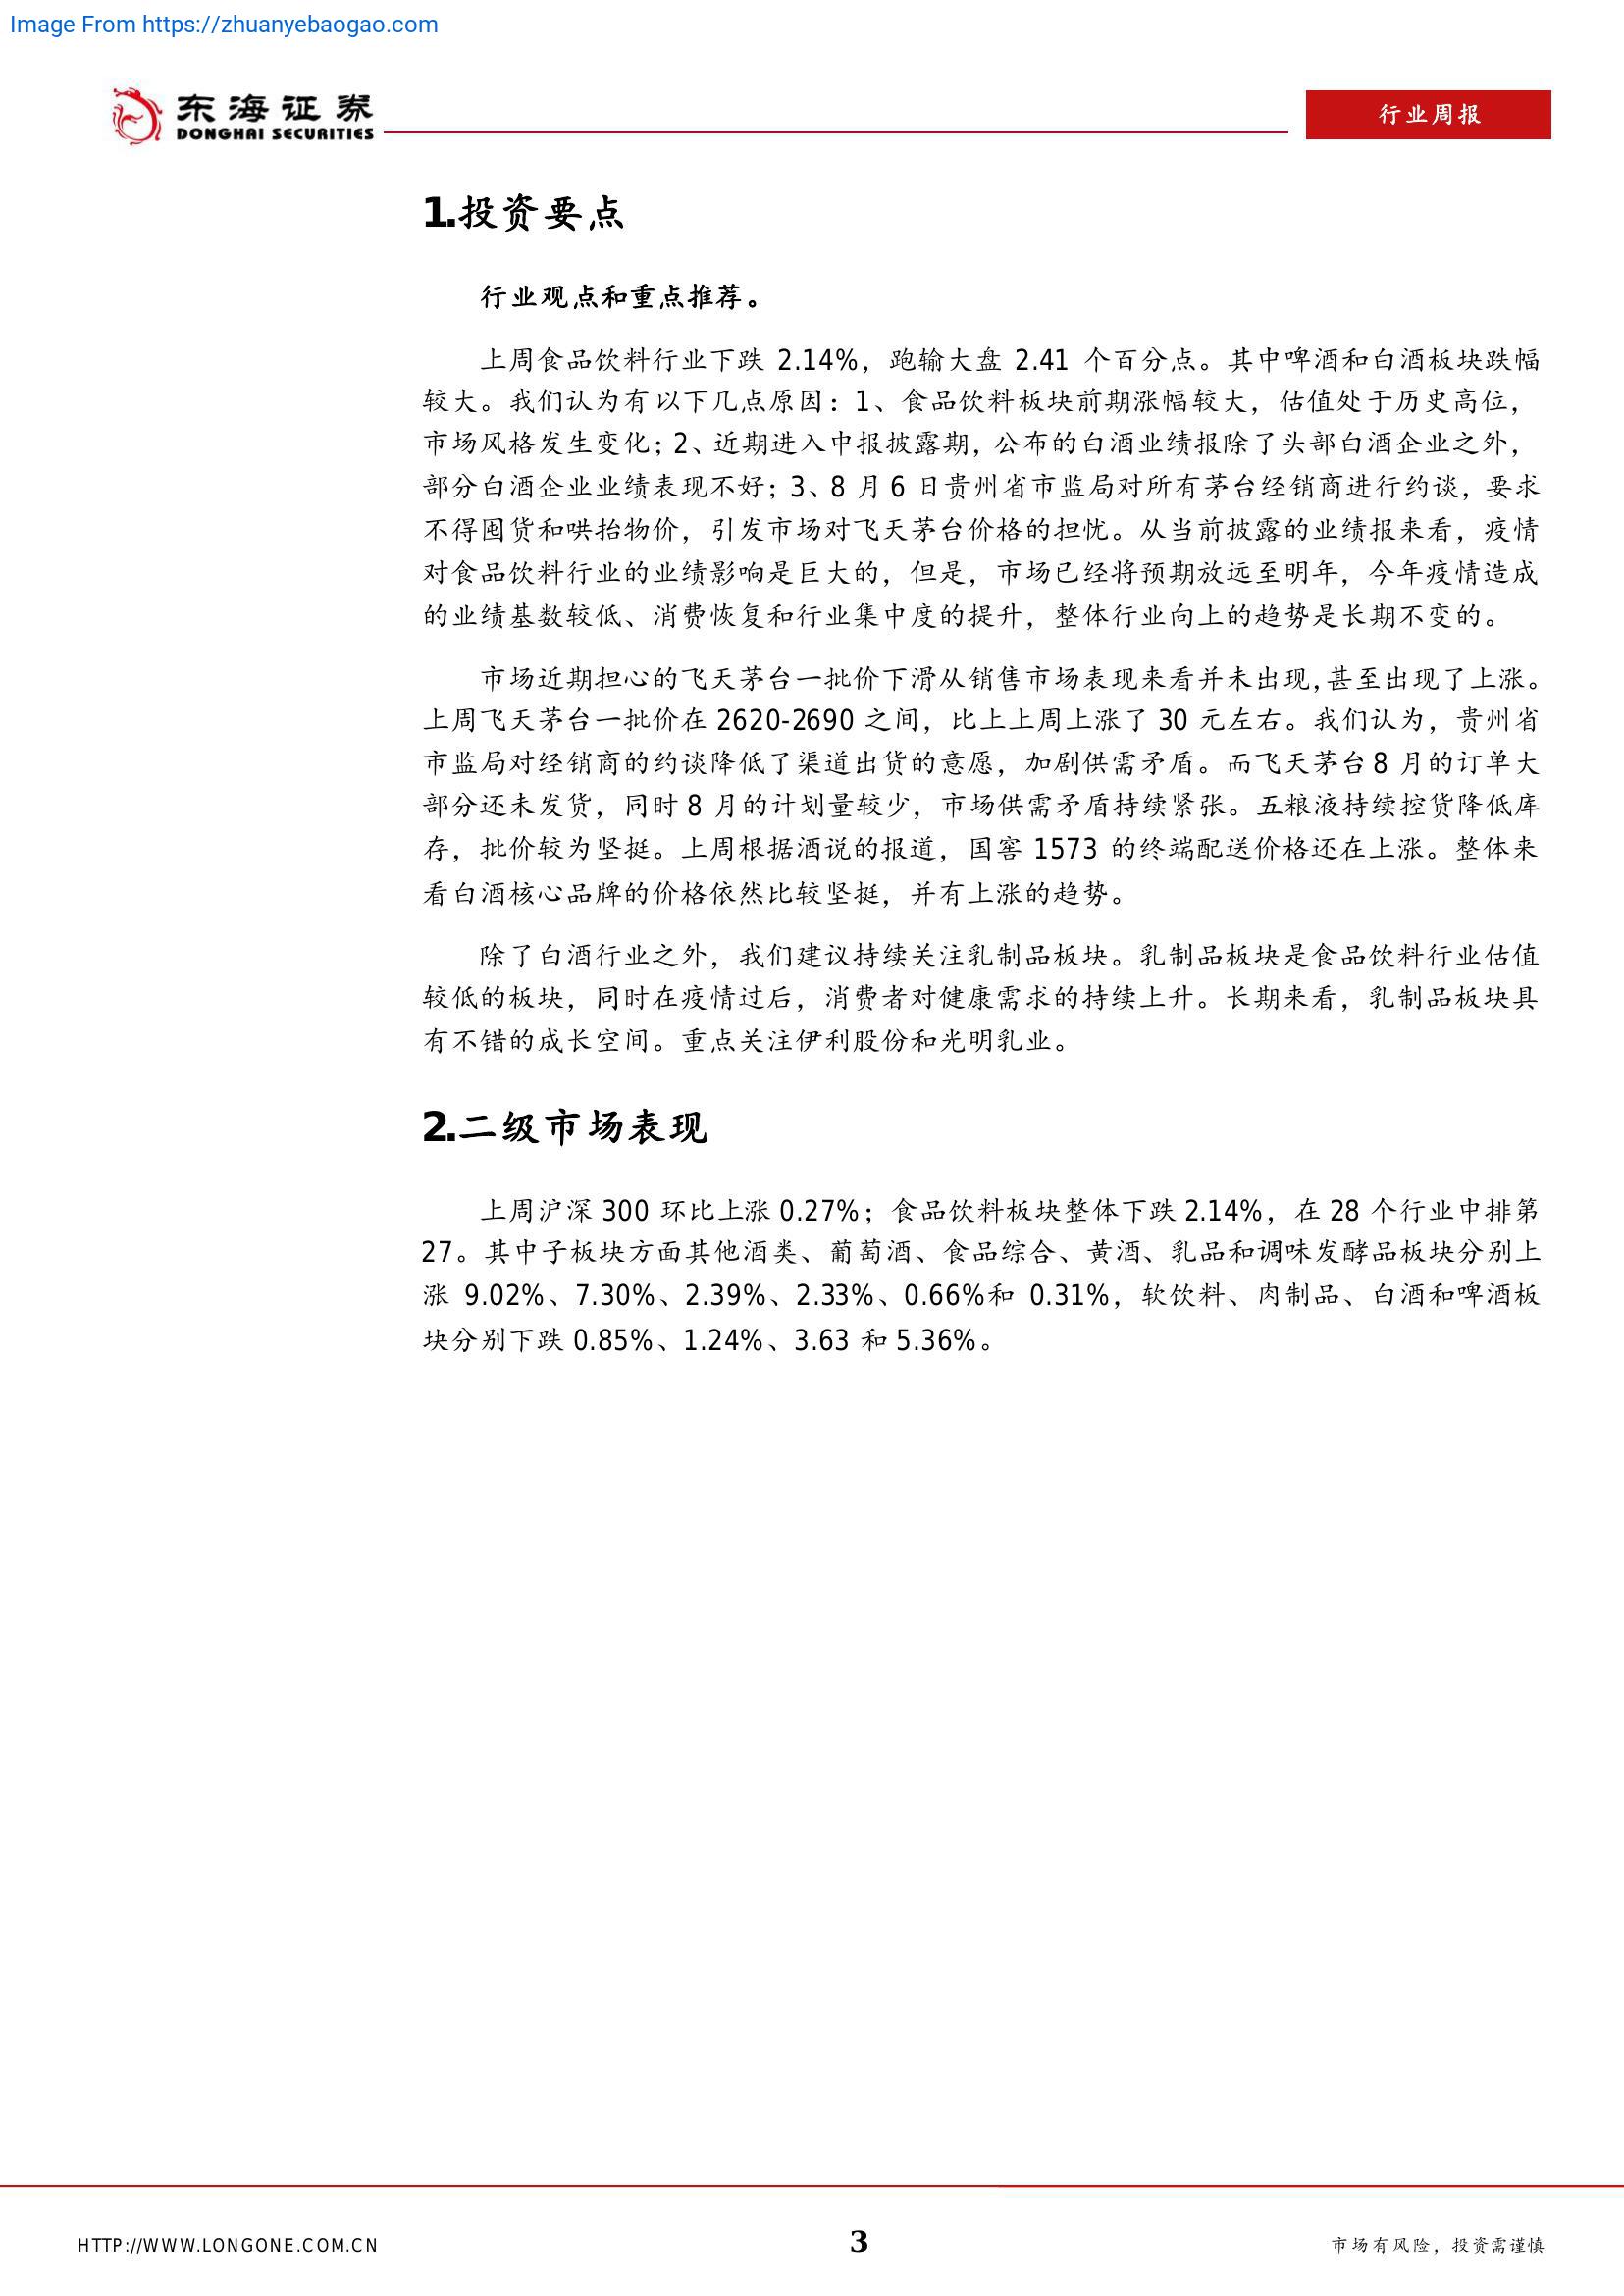 Image From https://zhuanyebaogao.com
东海证券
DONGHAI SECURITIES
行业周报
1.投资要点
行业观点和重点推荐。
上周食品饮料行业下跌 2.14%，跑输大盘 2.41 个百分点。其中啤酒和白酒板块跌幅
较大。我们认为有以下几点原因：1、食品饮料板块前期涨幅较大，估值处于历史高位，
市场风格发生变化；2、近期进入中报披露期，公布的白酒业绩报除了头部白酒企业之外，
部分白酒企业业绩表现不好；3、8 月 6 日贵州省市监局对所有茅台经销商进行约谈，要求
不得囤货和哄抬物价，引发市场对飞天茅台价格的担忧。从当前披露的业绩报来看，疫情
对食品饮料行业的业绩影响是巨大的，但是，市场已经将预期放远至明年，今年疫情造成
的业绩基数较低、消费恢复和行业集中度的提升，整体行业向上的趋势是长期不变的。
市场近期担心的飞天茅台一批价下滑从销售市场表现来看并未出现，甚至出现了上涨。
上周飞天茅台一批价在 2620-2690 之间，比上上周上涨了 30 元左右。我们认为，贵州省
市监局对经销商的约谈降低了渠道出货的意愿，加剧供需矛盾。而飞天茅台 8 月的订单大
部分还未发货，同时 8 月的计划量较少，市场供需矛盾持续紧张。五粮液持续控货降低库
存，批价较为坚挺。上周根据酒说的报道，国窖 1573 的终端配送价格还在上涨。整体来
看白酒核心品牌的价格依然比较坚挺，并有上涨的趋势。
除了白酒行业之外，我们建议持续关注乳制品板块。乳制品板块是食品饮料行业估值
较低的板块，同时在疫情过后，消费者对健康需求的持续上升。长期来看，乳制品板块具
有不错的成长空间。重点关注伊利股份和光明乳业。
2.二级市场表现
上周沪深 300 环比上涨 0.27%；食品饮料板块整体下跌 2.14%，在 28 个行业中排第
27。其中子板块方面其他酒类、葡萄酒、食品综合、黄酒、乳品和调味发酵品板块分别上
涨 9.02%、7.30%、2.39%、2.33%、0.66%和 0.31%，软饮料、肉制品、白酒和啤酒板
块分别下跌 0.85%、1.24%、3.63 和 5.36%。
HTTP://WWW.LONGONE.COM.CN
3
市场有风险，投资需谨慎